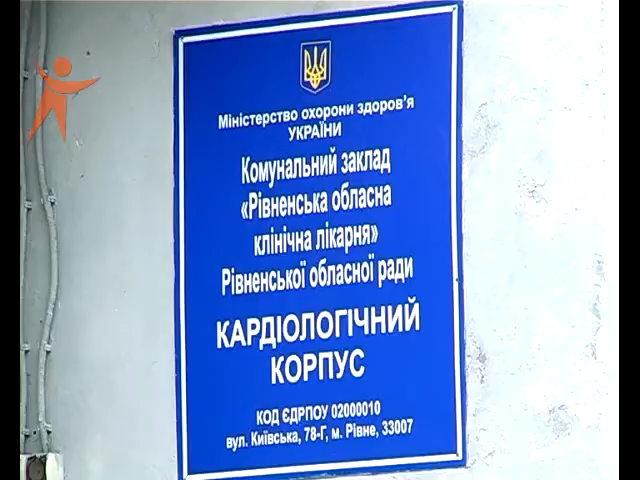 Міністерство охорони здоров'я
УКРАЇНИ
Комунальний заклад
«Рівненська обласна
клінічна лікарня»
Рівненської обласної ради
КАРДІОЛОГІЧНИЙ
КОРПУС
КОД ЄДРПОУ 02000010
вул. Київська, 78-Г, м. Рівне, 33007